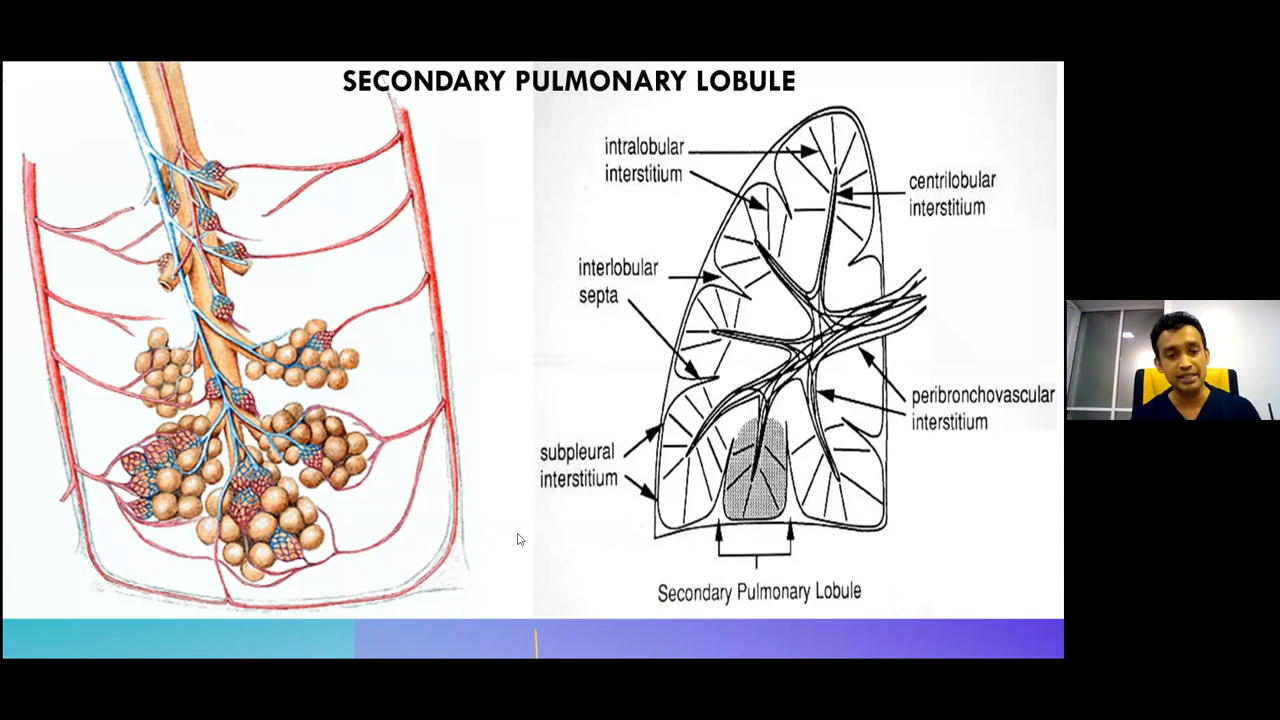 SECONDARY PULMONARY LOBULE
intralobular
interstitium
centrilobular
interstitium
interlobular
septa
peribronchovascular
interstitium
subpleural
interstitium
Secondary Pulmonary Lobule